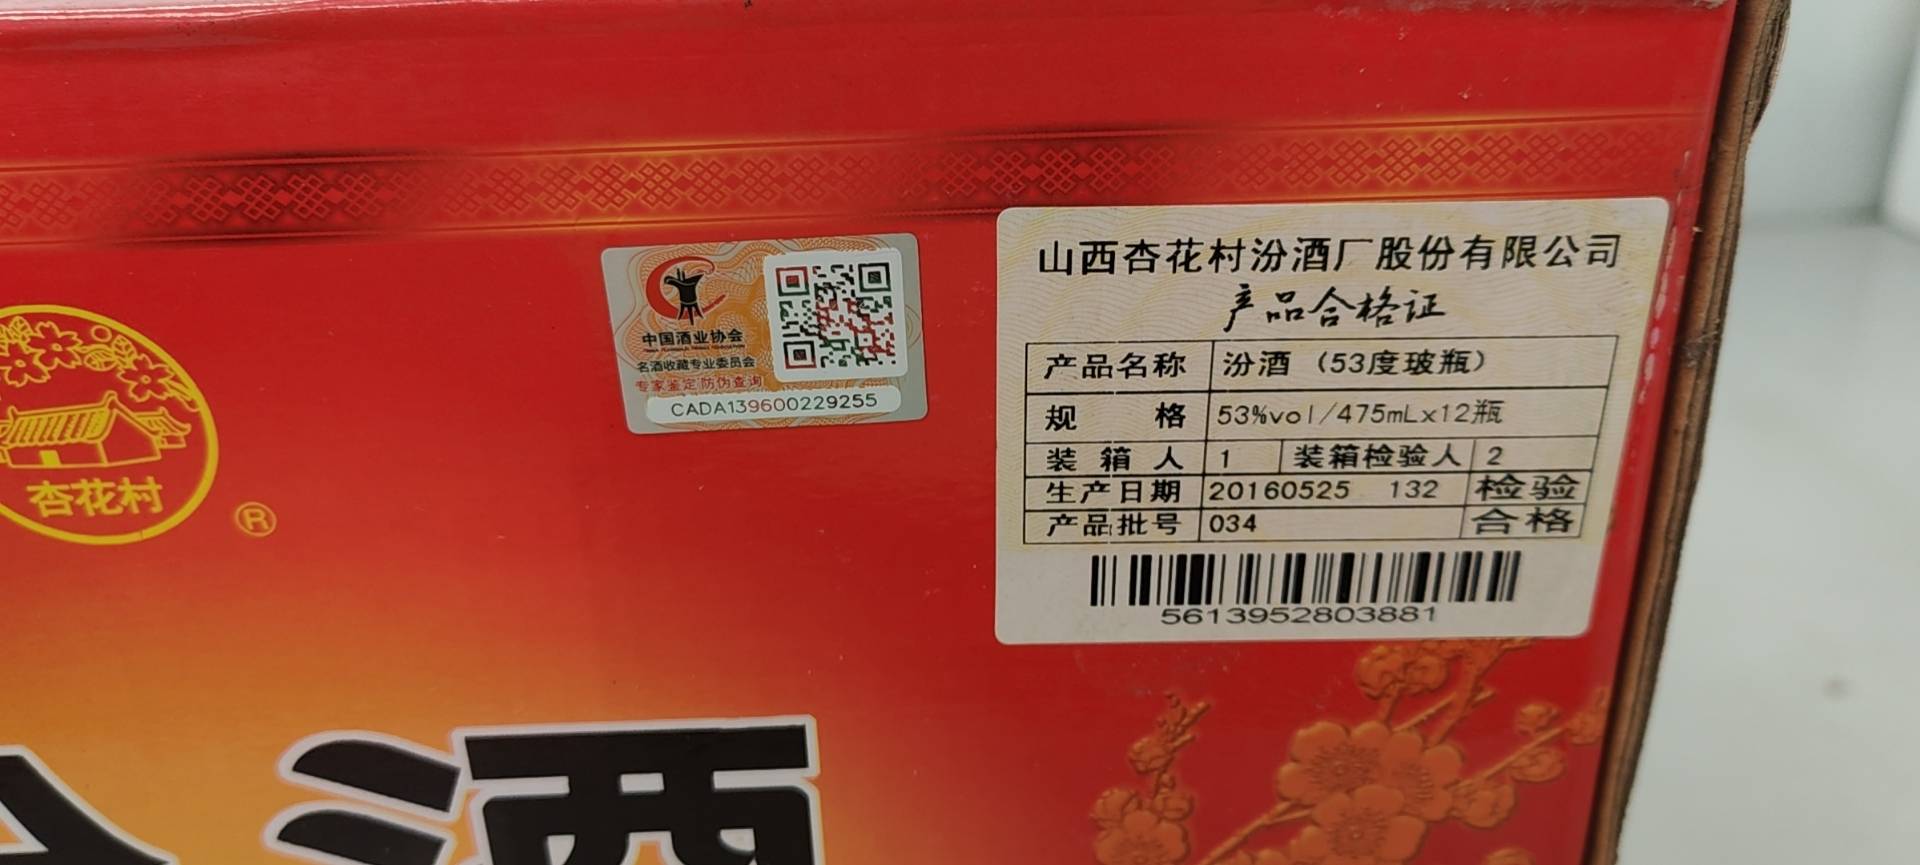 山西杏花村汾酒厂股份有限公司
产品合格证
产品名称 汾酒（53度玻瓶）
规 格 53%vol/475mLx12瓶
装 箱 人 1 装箱检验人 2
生产日期 20160525 132 检验
产品批号 034 合格
5613952803881
中国酒业协会
名酒收藏专业委员会
专家鉴定 防伪查询
CADA139600229255
杏花村
®
汾酒